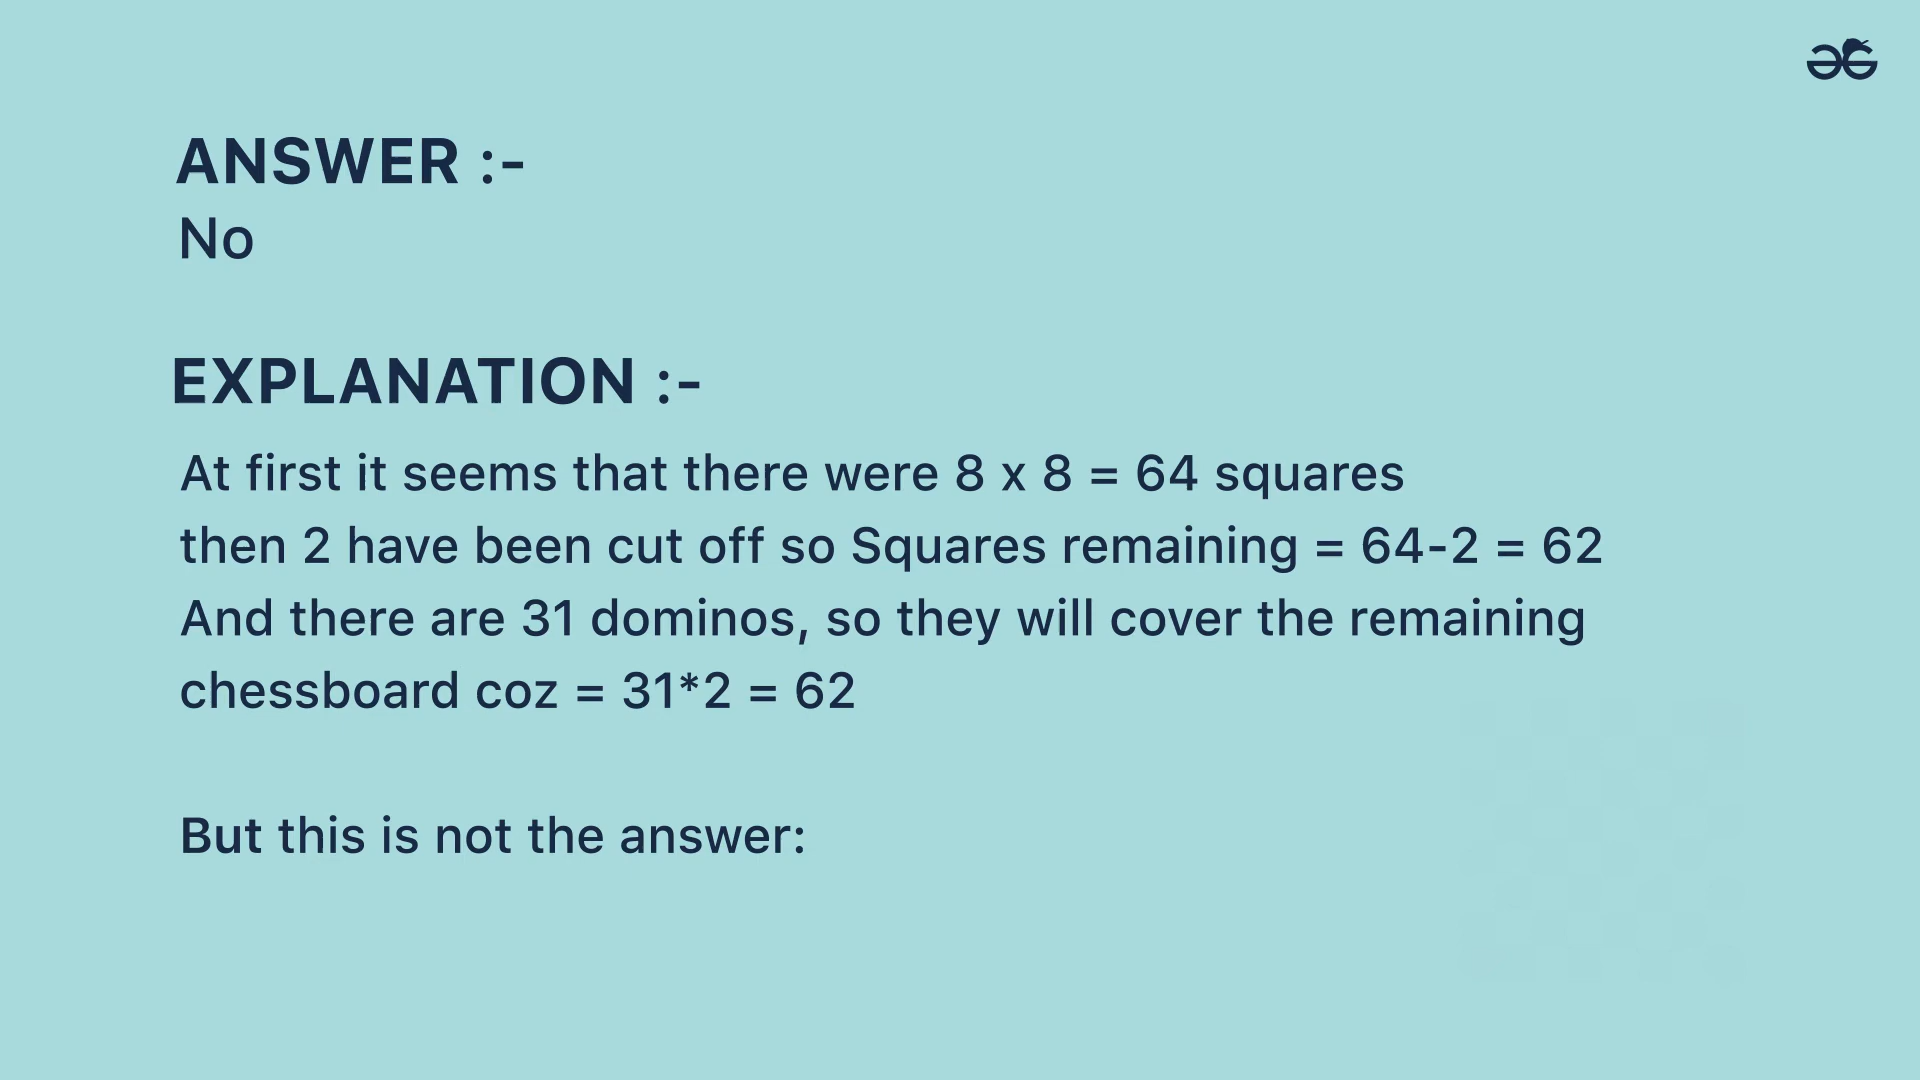 ANSWER :-
No
EXPLANATION :-
At first it seems that there were 8 x 8 = 64 squares
then 2 have been cut off so Squares remaining = 64-2 = 62
And there are 31 dominos, so they will cover the remaining
chessboard coz = 31*2 = 62
But this is not the answer: